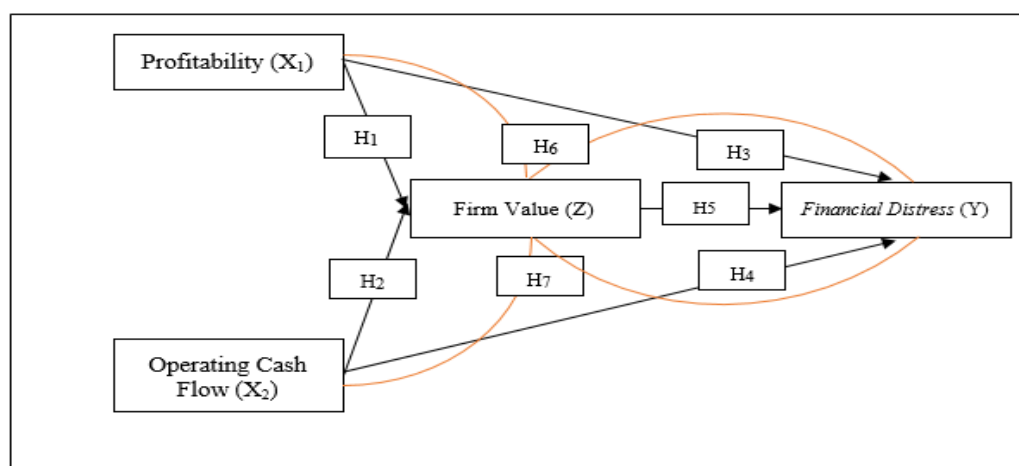 Profitability (X₁)
H₁
H₆
H₃
Firm Value (Z)
H5
Financial Distress (Y)
H₂
H₇
H₄
Operating Cash
Flow (X₂)